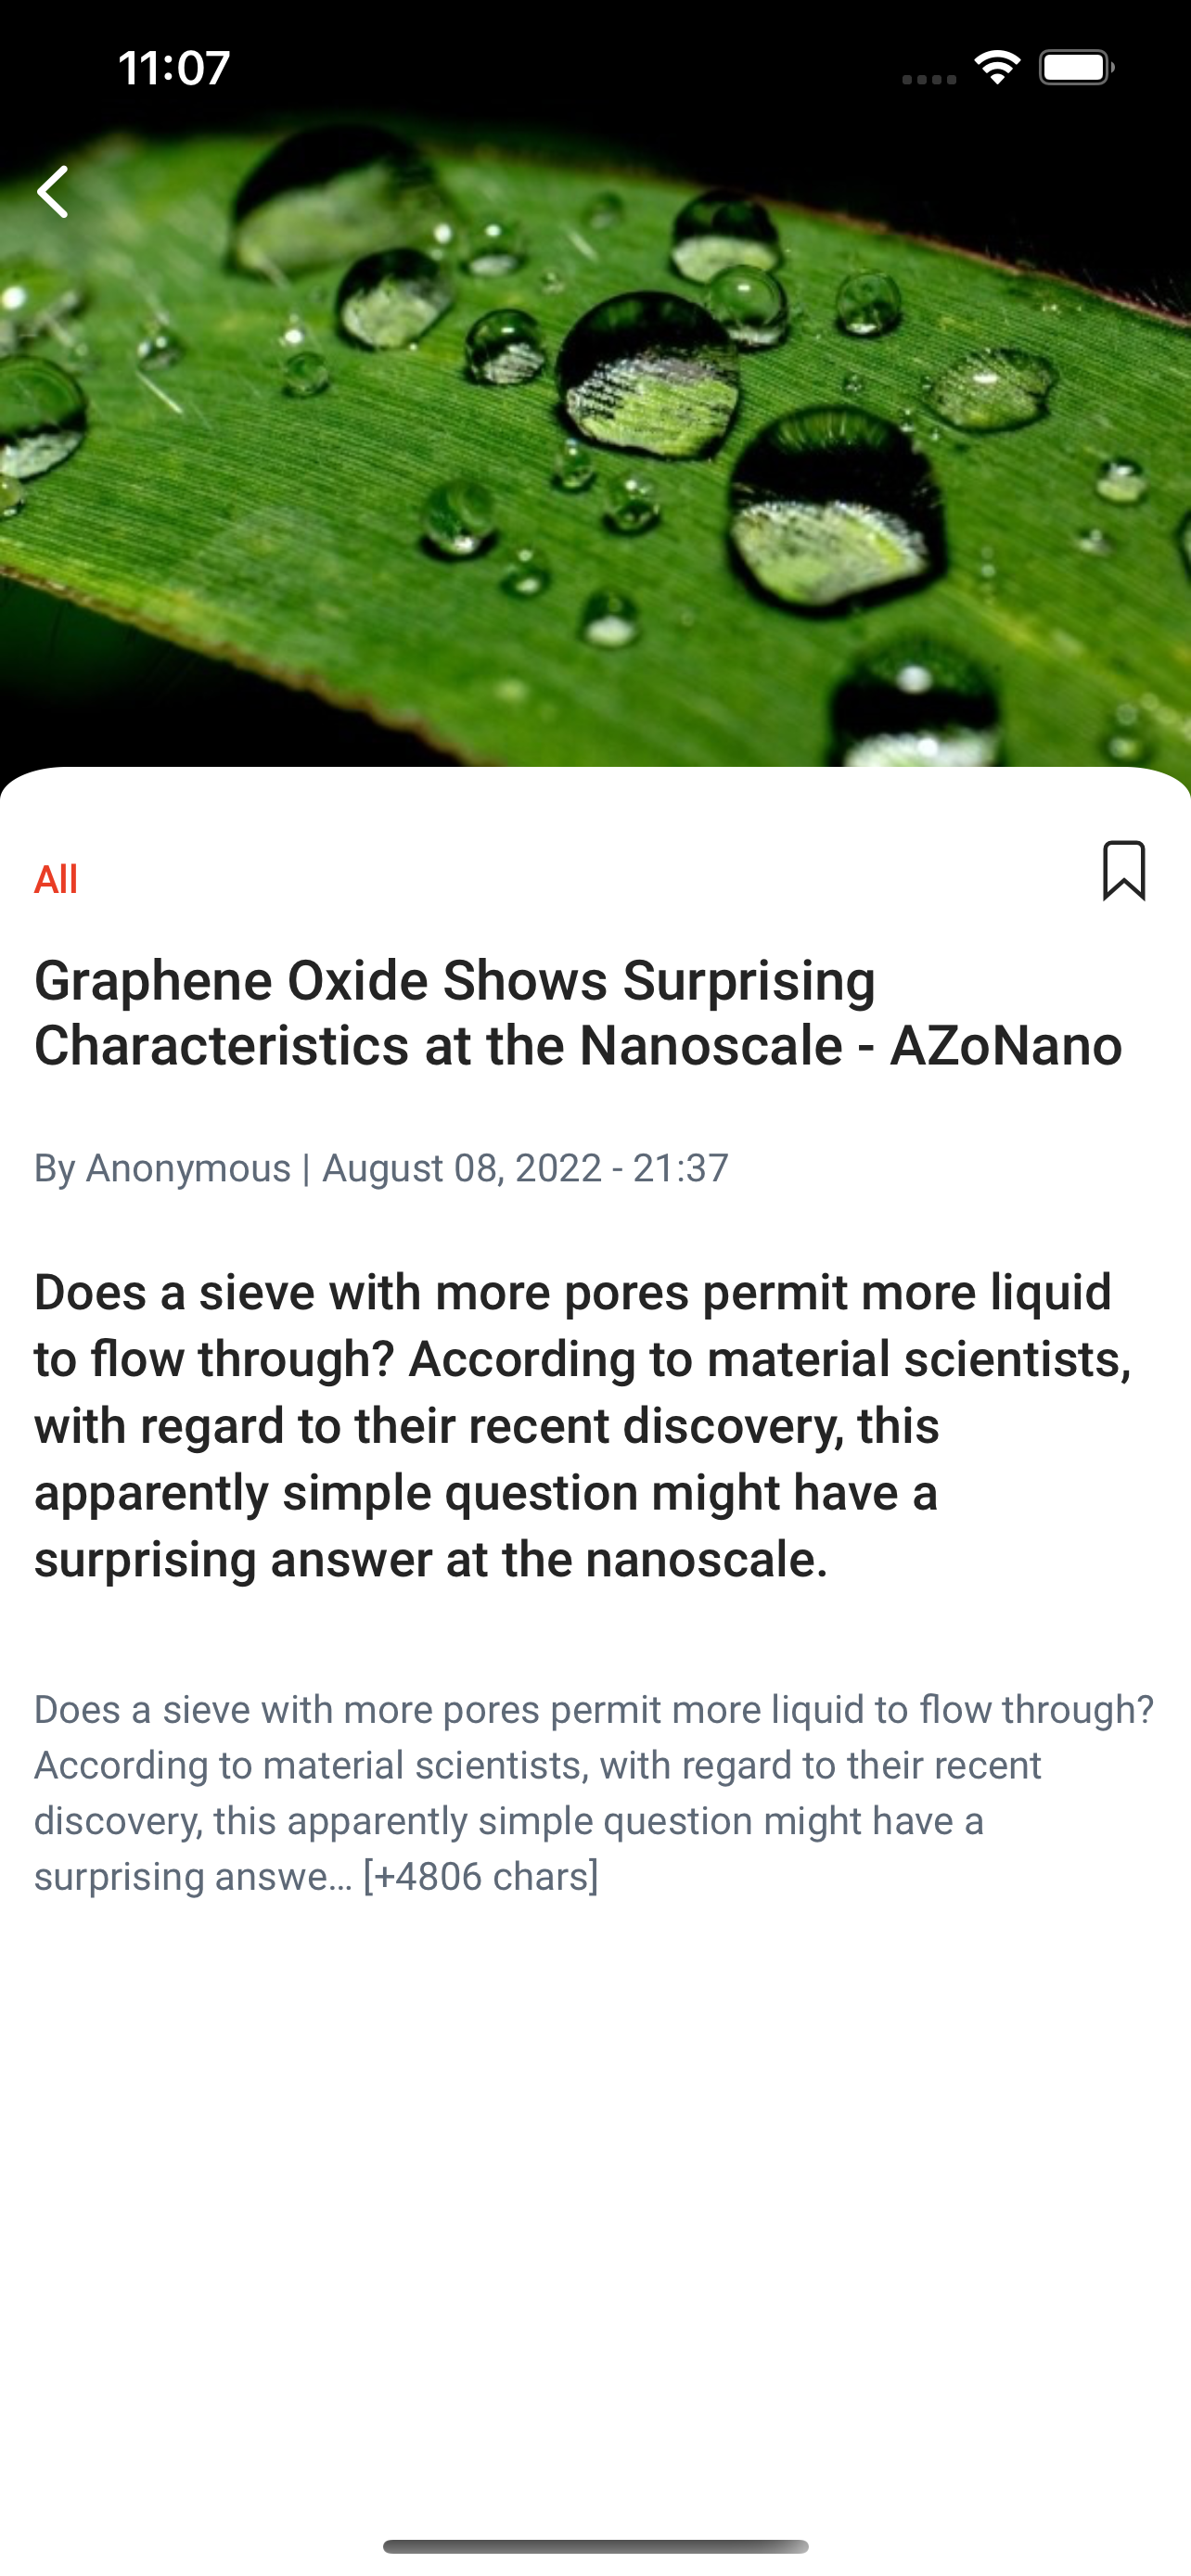 11:07
All
Graphene Oxide Shows Surprising
Characteristics at the Nanoscale - AZoNano
By Anonymous | August 08, 2022 - 21:37
Does a sieve with more pores permit more liquid
to flow through? According to material scientists,
with regard to their recent discovery, this
apparently simple question might have a
surprising answer at the nanoscale.
Does a sieve with more pores permit more liquid to flow through?
According to material scientists, with regard to their recent
discovery, this apparently simple question might have a
surprising answe… [+4806 chars]